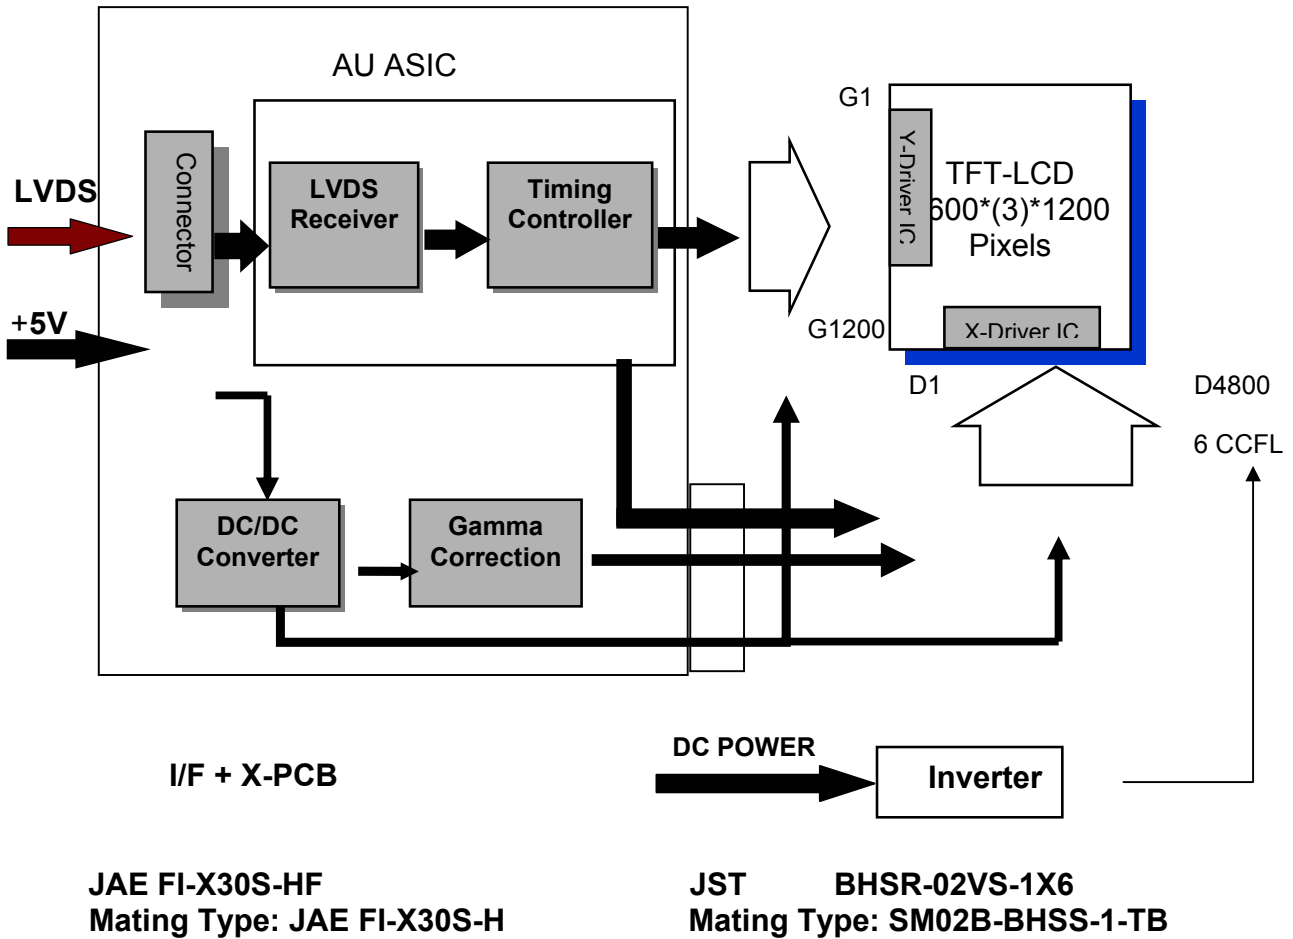 AU ASIC
G1
Connector
Y-Driver IC
LVDS
LVDS
Receiver
Timing
Controller
TFT-LCD
600*(3)*1200
Pixels
+5V
G1200
X-Driver IC
D1
D4800
6 CCFL
DC/DC
Converter
Gamma
Correction
DC POWER
I/F + X-PCB
Inverter
JAE FI-X30S-HF
Mating Type: JAE FI-X30S-H
JST BHSR-02VS-1X6
Mating Type: SM02B-BHSS-1-TB